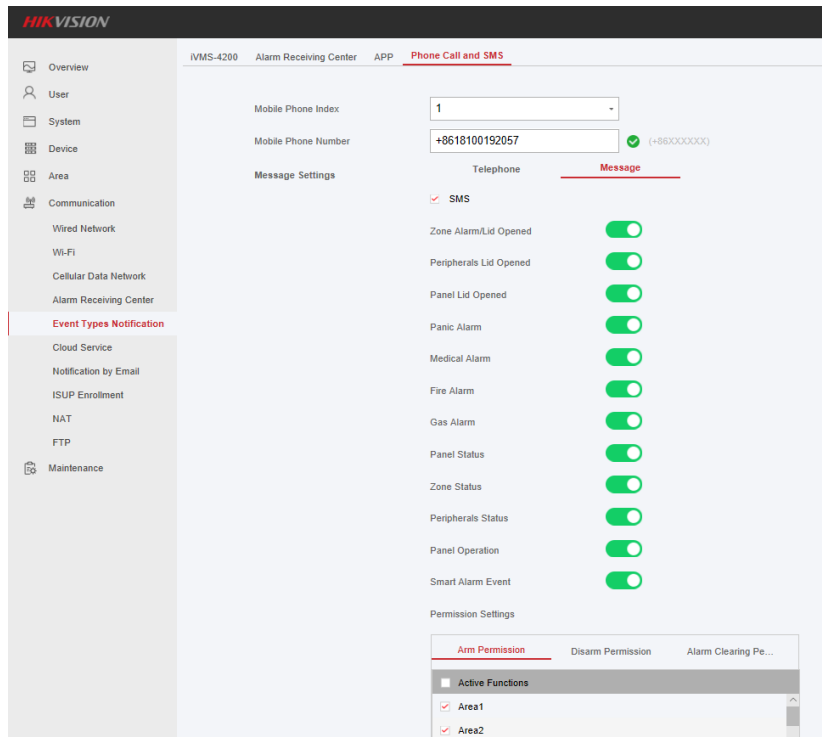 HIKVISION
Overview
User
System
Device
Area
Communication
Wired Network
Wi-Fi
Cellular Data Network
Alarm Receiving Center
Event Types Notification
Cloud Service
Notification by Email
ISUP Enrollment
NAT
FTP
Maintenance
iVMS-4200 Alarm Receiving Center APP Phone Call and SMS
Mobile Phone Index 1
Mobile Phone Number +8618100192057 (+86XXXXXX)
Message Settings Telephone Message
SMS
Zone Alarm/Lid Opened
Peripherals Lid Opened
Panel Lid Opened
Panic Alarm
Medical Alarm
Fire Alarm
Gas Alarm
Panel Status
Zone Status
Peripherals Status
Panel Operation
Smart Alarm Event
Permission Settings
Arm Permission Disarm Permission Alarm Clearing Pe...
Active Functions
Area1
Area2